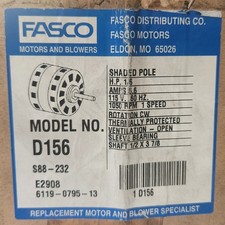 FASCO
MOTORS AND BLOWERS
FASCO DISTRIBUTING CO.
FASCO MOTORS
ELDON, MO 65026
MODEL NO.
D156
S88-232
E2908
6119-0795-13
SHADED POLE
H.P. 1/6
AMPS 5.6
115 V. 60 HZ.
1050 RPM 1 SPEED
ROTATION CW
THERMALLY PROTECTED
VENTILATION - OPEN
SLEEVE BEARING
SHAFT 1/2 X 3 7/8
1 D156
REPLACEMENT MOTOR AND BLOWER SPECIALIST